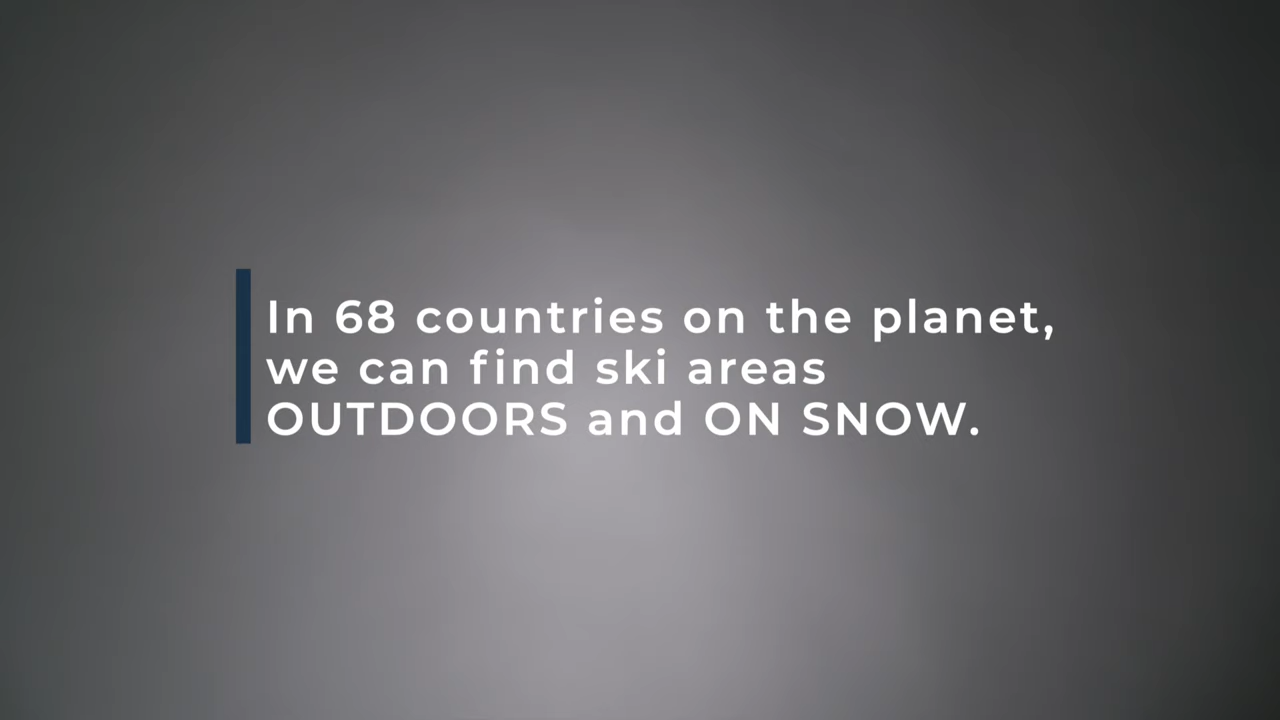 In 68 countries on the planet,
we can find ski areas
OUTDOORS and ON SNOW.